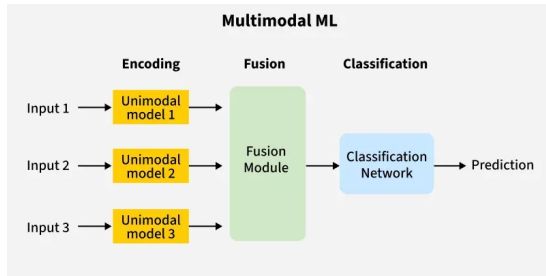 Multimodal ML
Encoding
Fusion
Classification
Input 1
Unimodal
model 1
Input 2
Unimodal
model 2
Input 3
Unimodal
model 3
Fusion
Module
Classification
Network
Prediction